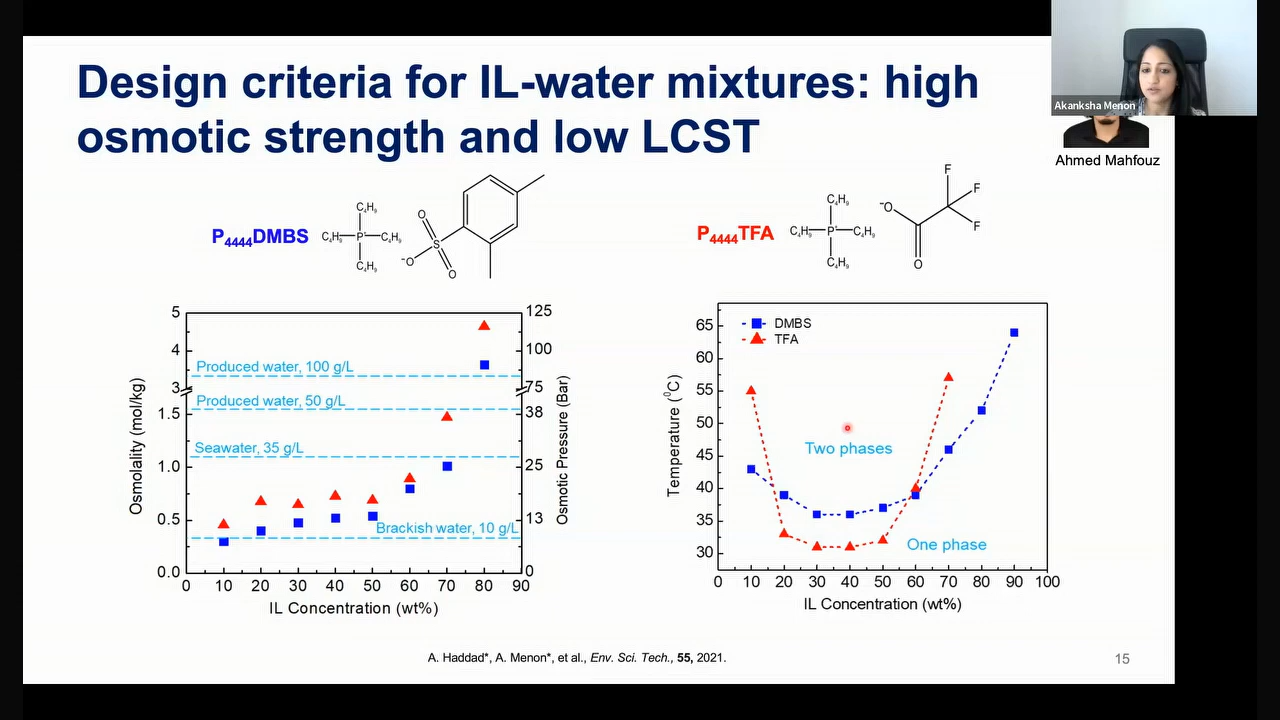 Design criteria for IL-water mixtures: high
osmotic strength and low LCST
Akanksha Menon
Ahmed Mahfouz
P4444DMBS
C4H9
C4H9
P+
C4H9
C4H9
O
S
-O
O
P4444TFA
C4H9
C4H9
P+
C4H9
C4H9
-O
O
F
F
F
Osmolality (mol/kg)
5
4
3
1.5
1.0
0.5
0.0
Produced water, 100 g/L
Produced water, 50 g/L
Seawater, 35 g/L
Brackish water, 10 g/L
125
100
75
38
25
13
0
Osmotic Pressure (Bar)
0 10 20 30 40 50 60 70 80 90
IL Concentration (wt%)
Temperature (0C)
65
60
55
50
45
40
35
30
DMBS
TFA
Two phases
One phase
0 10 20 30 40 50 60 70 80 90 100
IL Concentration (wt%)
A. Haddad*, A. Menon*, et al., Env. Sci. Tech., 55, 2021.
15